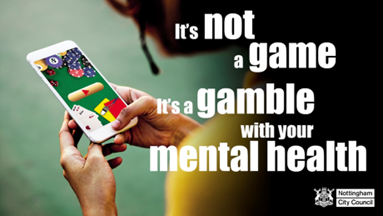 It's not
a game
It's a gamble
with your
mental health
Nottingham
City Council